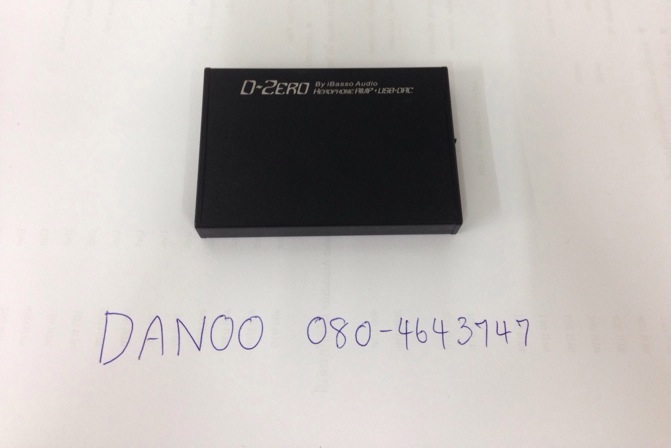 D-ZERO By iBasso Audio
HEADPHONE AMP + USB-DAC
DANOO 080-4643747